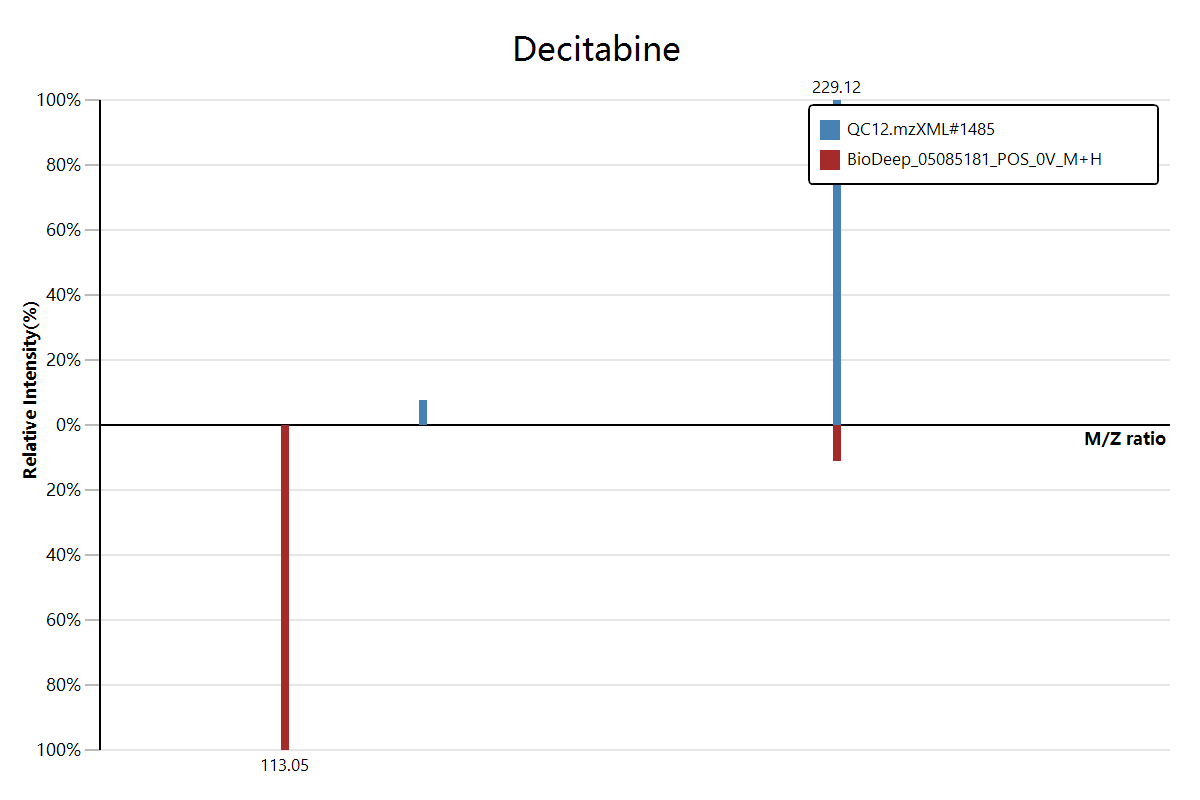 Decitabine
229.12
100%
QC12.mzXML#1485
BioDeep_05085181_POS_0V_M+H
80%
60%
40%
20%
0%
M/Z ratio
Relative Intensity(%)
20%
40%
60%
80%
100%
113.05